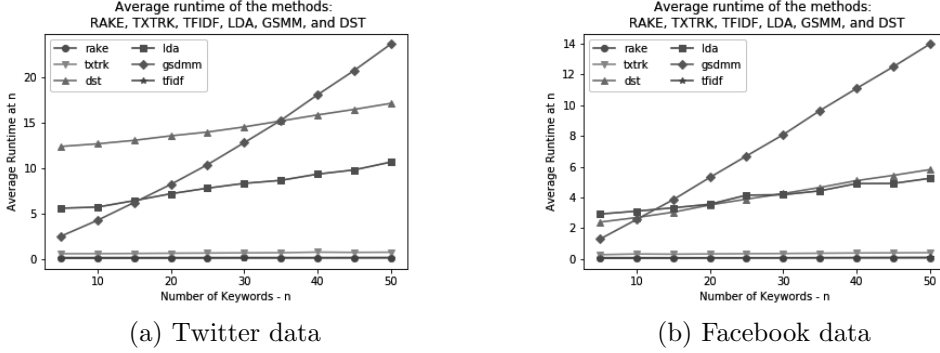 Average runtime of the methods:
RAKE, TXTRK, TFIDF, LDA, GSMM, and DST
Average Runtime at n
20
15
10
5
0
rake
txtrk
dst
lda
gsdmm
tfidf
10
20
30
40
50
Number of Keywords - n
(a) Twitter data
Average runtime of the methods:
RAKE, TXTRK, TFIDF, LDA, GSMM, and DST
Average Runtime at n
14
12
10
8
6
4
2
0
rake
txtrk
dst
lda
gsdmm
tfidf
10
20
30
40
50
Number of Keywords - n
(b) Facebook data